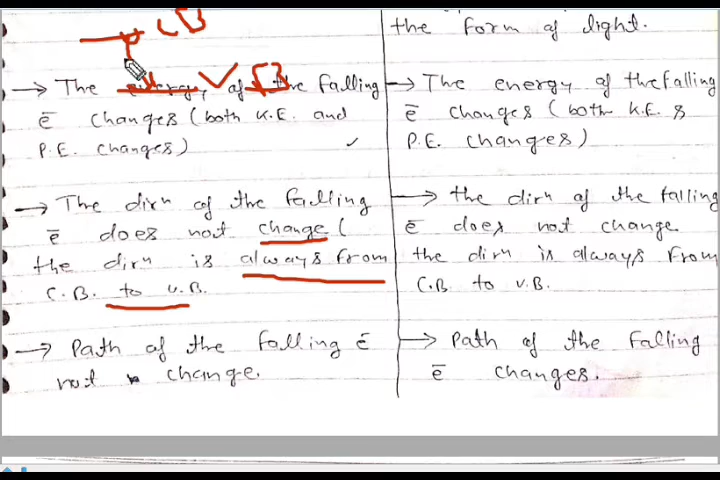 CB
the form of light.
→ The energy of the falling
ē changes (both K.E. and
P.E. changes)
→ The dirn of the falling
ē does not change (
the dirn is always from
C.B. to V.B.
→ Path of the falling ē
not change.
→ The energy of the falling
ē changes (both K.E. &
P.E. changes)
→ the dirn of the falling
ē does not change
the dirn is always from
C.B. to V.B.
→ Path of the falling
ē changes.